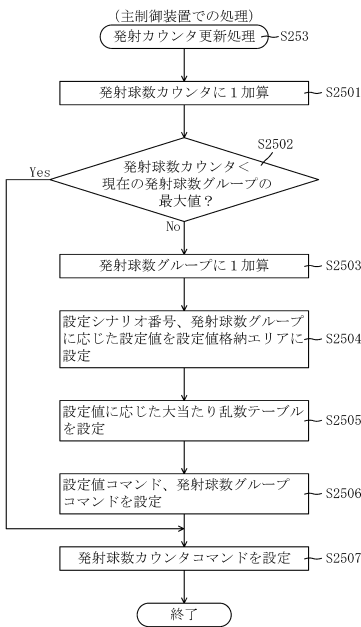 (主制御装置での処理)
発射カウンタ更新処理
S253
発射球数カウンタに１加算
S2501
S2502
発射球数カウンタ＜
現在の発射球数グループの
最大値？
Yes
No
発射球数グループに１加算
S2503
設定シナリオ番号、発射球数グループ
に応じた設定値を設定値格納エリアに
設定
S2504
設定値に応じた大当たり乱数テーブル
を設定
S2505
設定値コマンド、発射球数グループ
コマンドを設定
S2506
発射球数カウンタコマンドを設定
S2507
終了